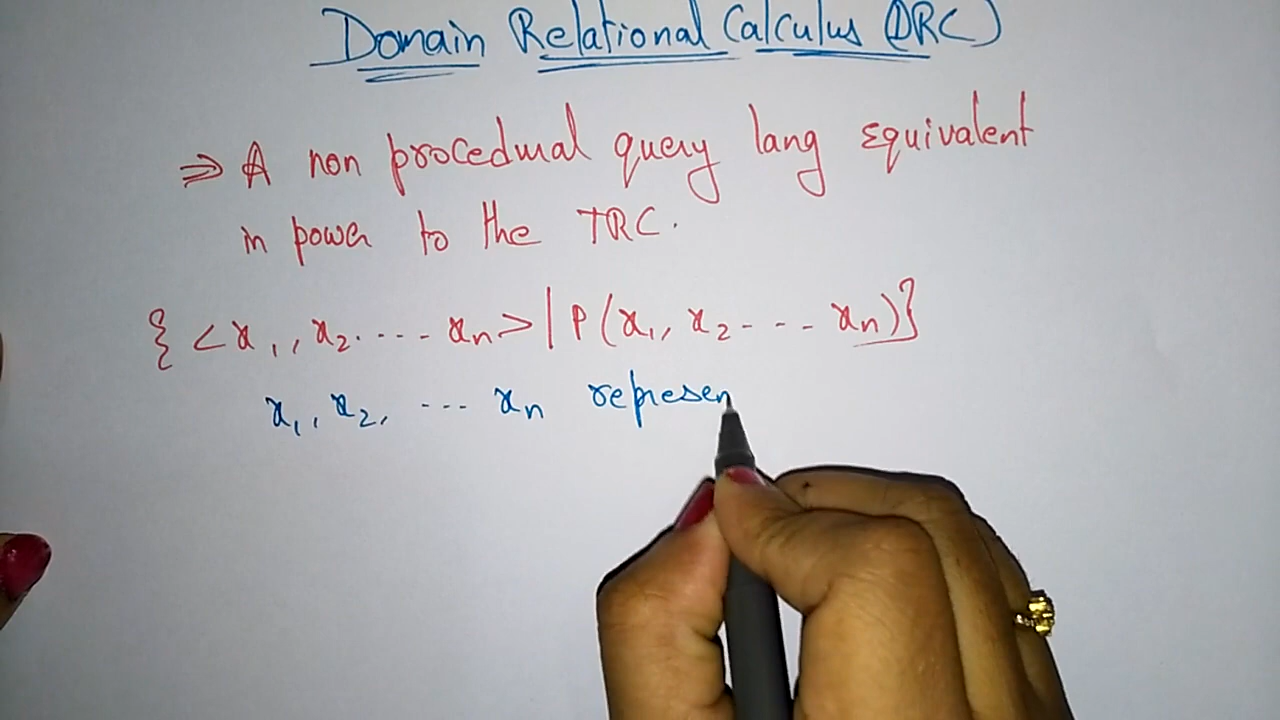 Domain Relational Calculus (DRC)
⇒ A non procedural query lang equivalent
in power to the TRC.
{ < x₁, x₂ .... xₙ > | P (x₁, x₂ - - - xₙ) }
x₁, x₂, --- xₙ represen